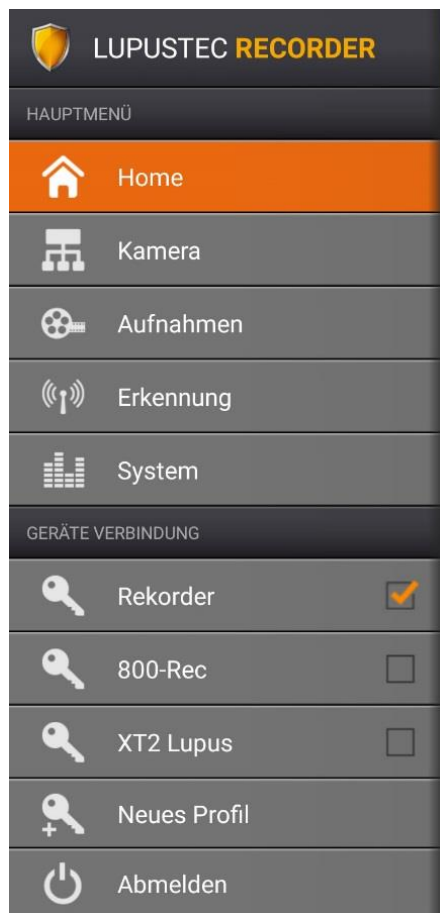 LUPUSTEC RECORDER
HAUPTMENÜ
Home
Kamera
Aufnahmen
Erkennung
System
GERÄTE VERBINDUNG
Rekorder
800-Rec
XT2 Lupus
Neues Profil
Abmelden